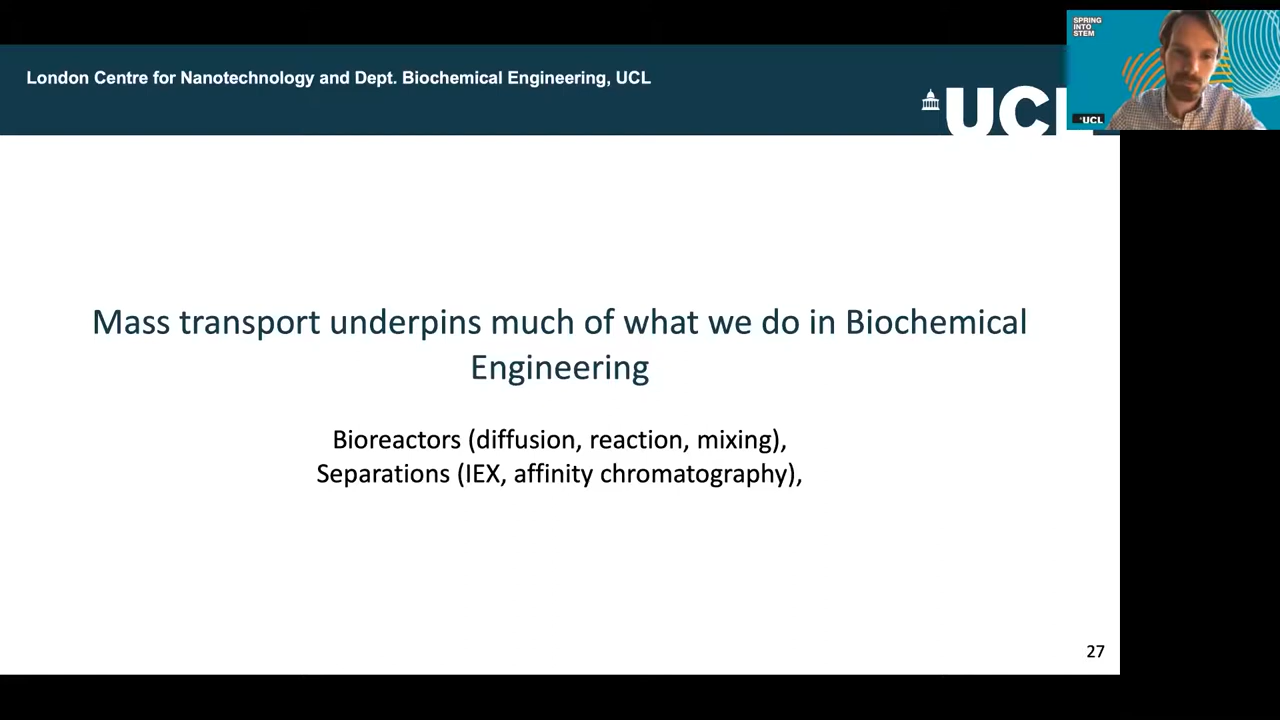 London Centre for Nanotechnology and Dept. Biochemical Engineering, UCL
UCL
SPRING
INTO
STEM
UCL
Mass transport underpins much of what we do in Biochemical
Engineering
Bioreactors (diffusion, reaction, mixing),
Separations (IEX, affinity chromatography),
27